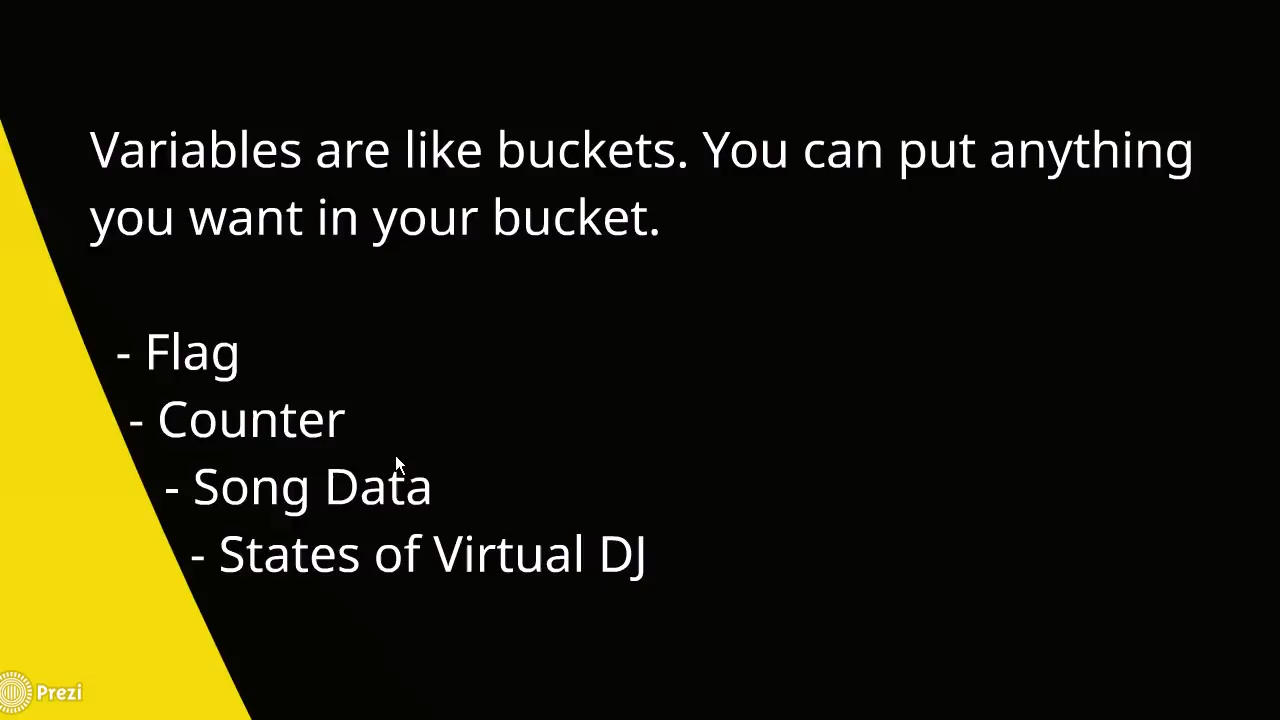 Variables are like buckets. You can put anything
you want in your bucket.
- Flag
- Counter
- Song Data
- States of Virtual DJ
Prezi